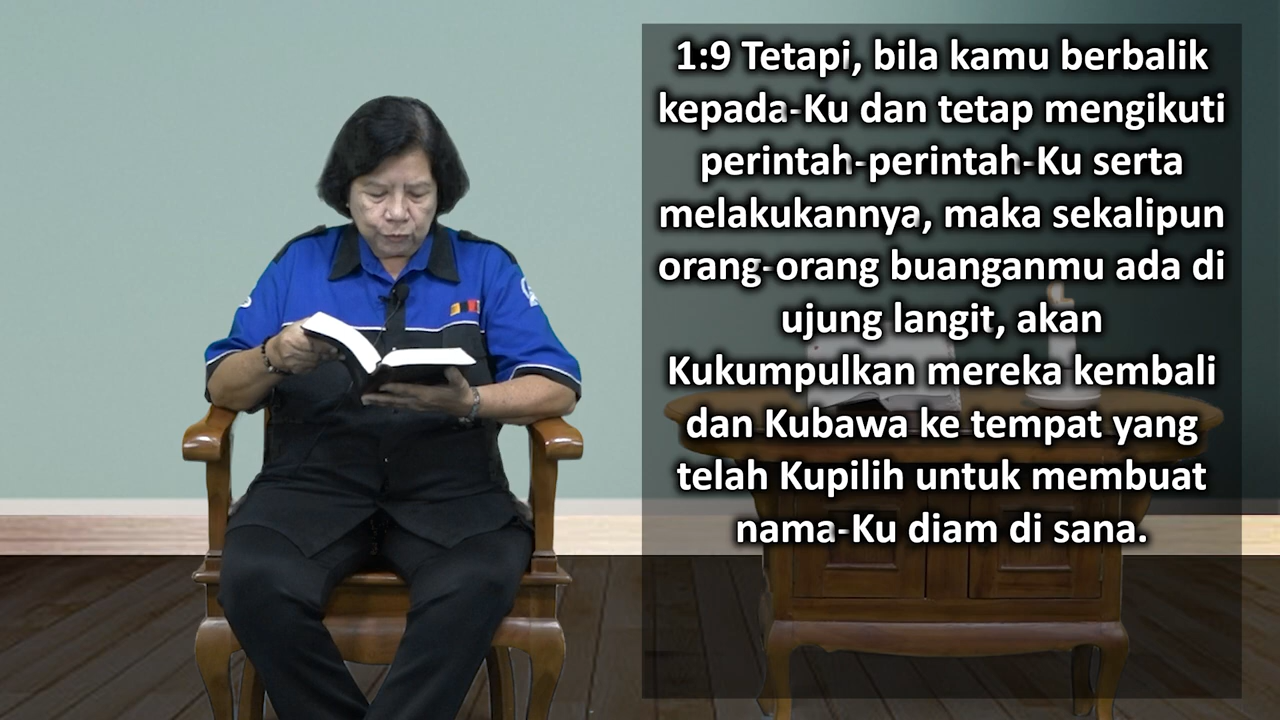 1:9 Tetapi, bila kamu berbalik
kepada-Ku dan tetap mengikuti
perintah-perintah-Ku serta
melakukannya, maka sekalipun
orang-orang buanganmu ada di
ujung langit, akan
Kukumpulkan mereka kembali
dan Kubawa ke tempat yang
telah Kupilih untuk membuat
nama-Ku diam di sana.